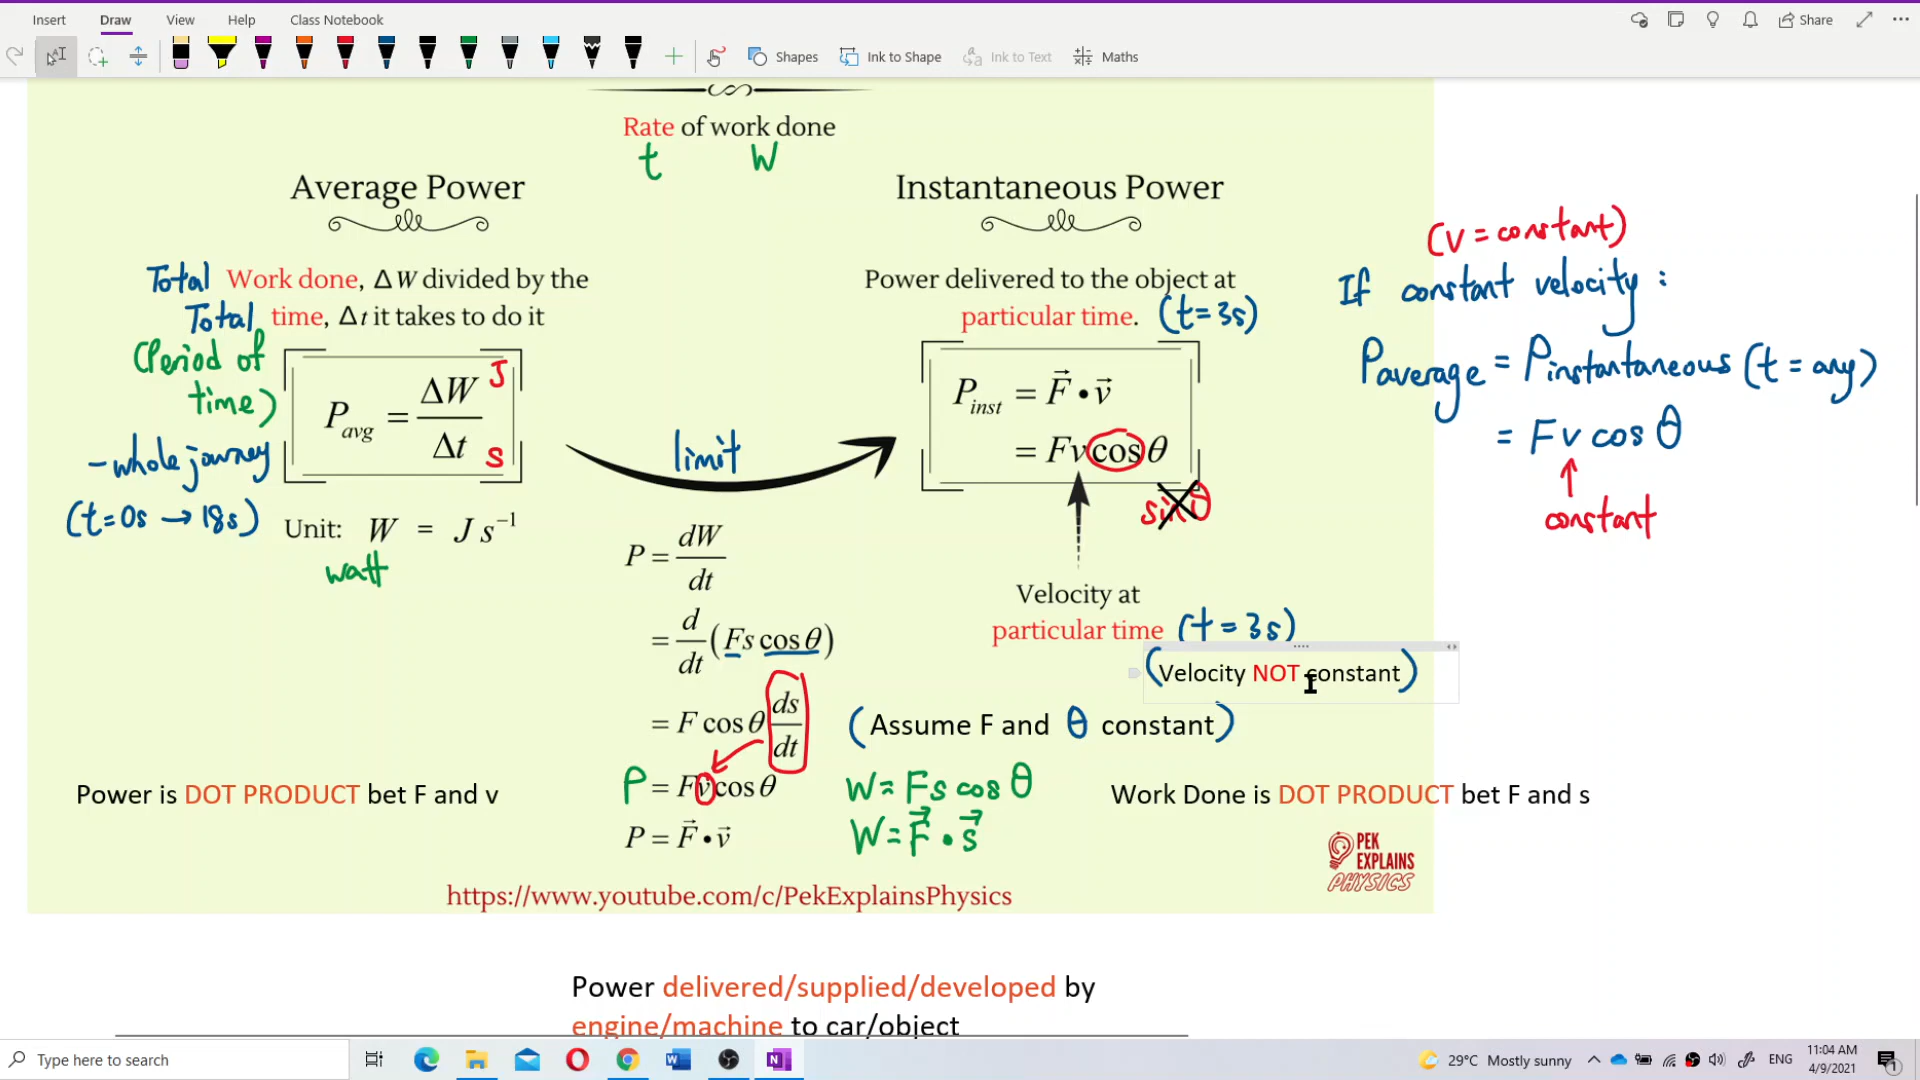 Insert Draw View Help Class Notebook
Share
Shapes
Ink to Shape
Ink to Text
Maths
Rate of work done
t W
Average Power
Total Work done, ΔW divided by the
Total time, Δt it takes to do it
(Period of
time)
- whole journey
(t = 0s → 18s)
P_avg = ΔW / Δt
J
s
Unit: W = J s⁻¹
watt
limit
Instantaneous Power
Power delivered to the object at
particular time. (t = 3s)
P_inst = F⃗ • v⃗
= Fv cos θ
sin θ
Velocity at
particular time (t = 3s)
(Velocity NOT constant)
(v = constant)
If constant velocity :
P average = P instantaneous (t = any)
= F v cos θ
↑
constant
P = dW/dt
= d/dt (Fs cos θ)
= F cos θ ds/dt
(Assume F and θ constant)
P = Fv cos θ
P = F⃗ • v⃗
W = F s cos θ
W = F⃗ • s⃗
Power is DOT PRODUCT bet F and v
Work Done is DOT PRODUCT bet F and s
PEK
EXPLAINS
PHYSICS
https://www.youtube.com/c/PekExplainsPhysics
Power delivered/supplied/developed by
engine/machine to car/object
Type here to search
29°C Mostly sunny
ENG
11:04 AM
4/9/2021
1